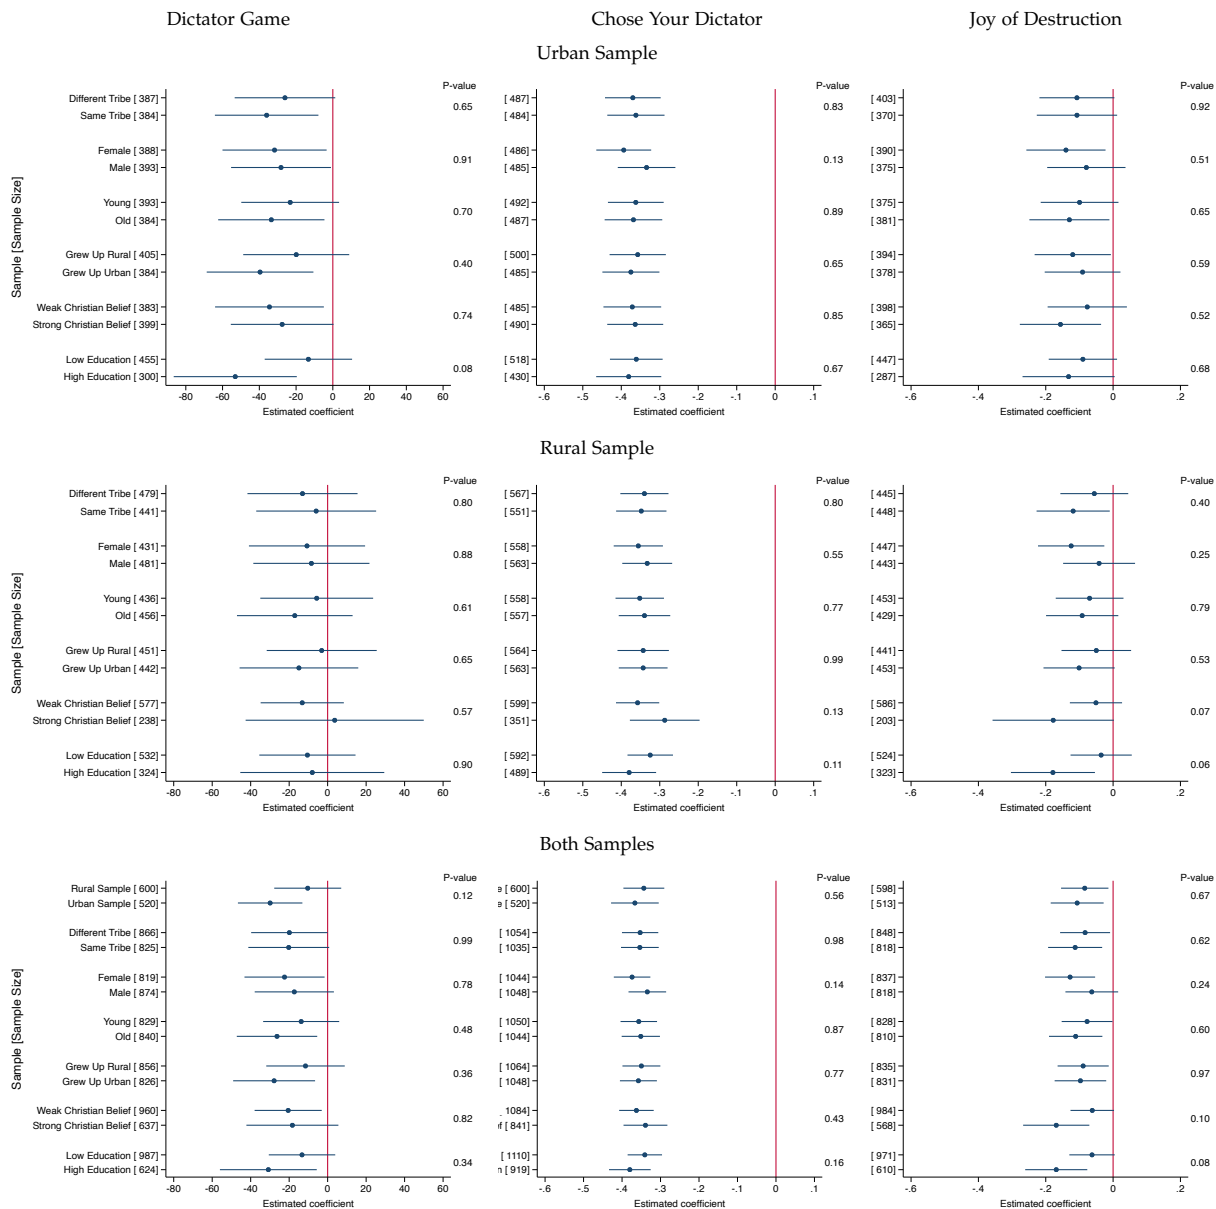 Dictator Game Chose Your Dictator Joy of Destruction
Urban Sample
P-value P-value P-value
Different Tribe [ 387] [ 487] [ 403]
0.65 0.83 0.92
Same Tribe [ 384] [ 484] [ 370]
Female [ 388] [ 486] [ 390]
0.91 0.13 0.51
Male [ 393] [ 485] [ 375]
Young [ 393] [ 492] [ 375]
0.70 0.89 0.65
Old [ 384] [ 487] [ 381]
Grew Up Rural [ 405] [ 500] [ 394]
0.40 0.65 0.59
Grew Up Urban [ 384] [ 485] [ 378]
Weak Christian Belief [ 383] [ 485] [ 398]
0.74 0.85 0.52
Strong Christian Belief [ 399] [ 490] [ 365]
Low Education [ 455] [ 518] [ 447]
0.08 0.67 0.68
High Education [ 300] [ 430] [ 287]
Sample [Sample Size]
-80 -60 -40 -20 0 20 40 60 -.6 -.5 -.4 -.3 -.2 -.1 0 .1 -.6 -.4 -.2 0 .2
Estimated coefficient Estimated coefficient Estimated coefficient
Rural Sample
P-value P-value P-value
Different Tribe [ 479] [ 567] [ 445]
0.80 0.80 0.40
Same Tribe [ 441] [ 551] [ 448]
Female [ 431] [ 558] [ 447]
0.88 0.55 0.25
Male [ 481] [ 563] [ 443]
Young [ 436] [ 558] [ 453]
0.61 0.77 0.79
Old [ 456] [ 557] [ 429]
Grew Up Rural [ 451] [ 564] [ 441]
0.65 0.99 0.53
Grew Up Urban [ 442] [ 563] [ 453]
Weak Christian Belief [ 577] [ 599] [ 586]
0.57 0.13 0.07
Strong Christian Belief [ 238] [ 351] [ 203]
Low Education [ 532] [ 592] [ 524]
0.90 0.11 0.06
High Education [ 324] [ 489] [ 323]
Sample [Sample Size]
-80 -60 -40 -20 0 20 40 60 -.6 -.5 -.4 -.3 -.2 -.1 0 .1 -.6 -.4 -.2 0 .2
Estimated coefficient Estimated coefficient Estimated coefficient
Both Samples
P-value P-value P-value
Rural Sample [ 600] e [ 600] [ 598]
0.12 0.56 0.67
Urban Sample [ 520] e [ 520] [ 513]
Different Tribe [ 866] [ 1054] [ 848]
0.99 0.98 0.62
Same Tribe [ 825] [ 1035] [ 818]
Female [ 819] [ 1044] [ 837]
0.78 0.14 0.24
Male [ 874] [ 1048] [ 818]
Young [ 829] [ 1050] [ 828]
0.48 0.87 0.60
Old [ 840] [ 1044] [ 810]
Grew Up Rural [ 856] [ 1064] [ 835]
0.36 0.77 0.97
Grew Up Urban [ 826] [ 1048] [ 831]
Weak Christian Belief [ 960] 1084] [ 984]
0.82 0.43 0.10
Strong Christian Belief [ 637] f [ 841] [ 568]
Low Education [ 987] [ 1110] [ 971]
0.34 0.16 0.08
High Education [ 624] n [ 919] [ 610]
Sample [Sample Size]
-80 -60 -40 -20 0 20 40 60 -.6 -.5 -.4 -.3 -.2 -.1 0 .1 -.6 -.4 -.2 0 .2
Estimated coefficient Estimated coefficient Estimated coefficient